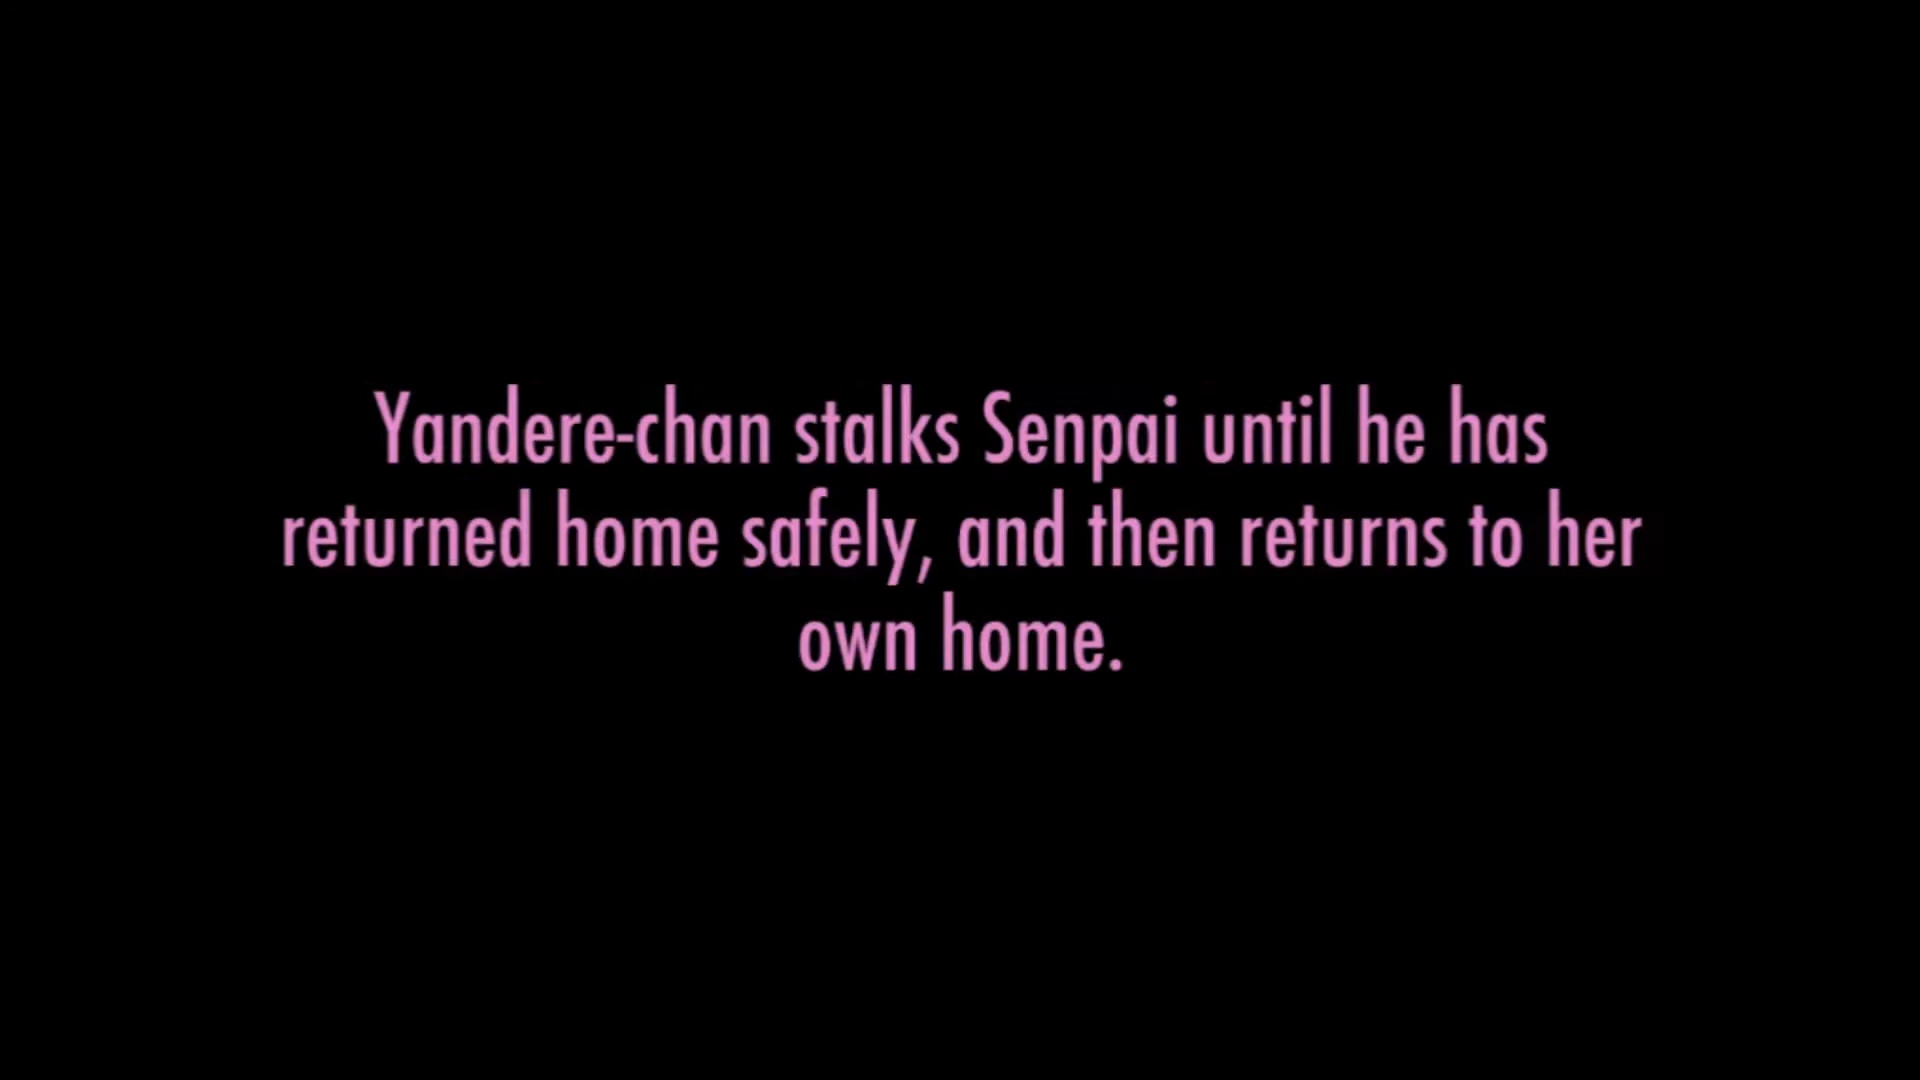 Yandere-chan stalks Senpai until he has
returned home safely, and then returns to her
own home.